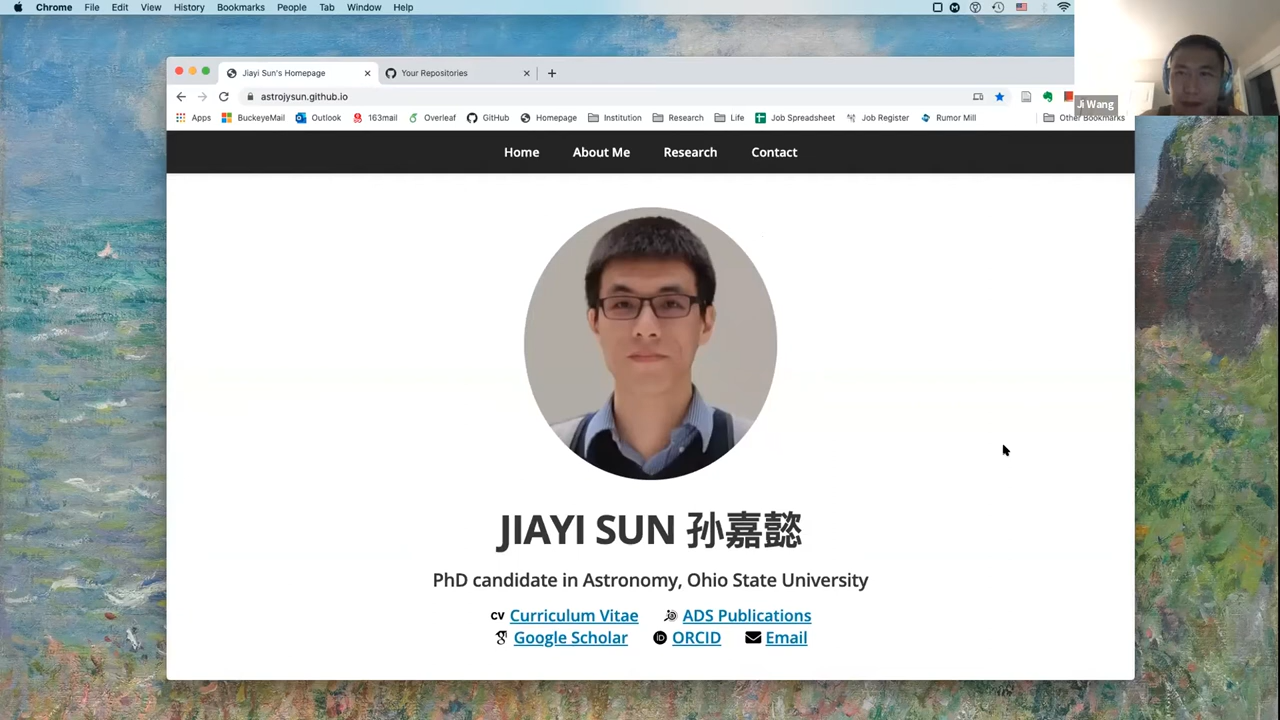 Chrome File Edit View History Bookmarks People Tab Window Help
Jiayi Sun's Homepage
Your Repositories
astrojysun.github.io
Ji Wang
Apps BuckeyeMail Outlook 163mail Overleaf GitHub Homepage Institution Research Life Job Spreadsheet Job Register Rumor Mill Other Bookmarks
Home About Me Research Contact
JIAYI SUN 孙嘉懿
PhD candidate in Astronomy, Ohio State University
CV Curriculum Vitae ADS Publications
Google Scholar iD ORCID Email